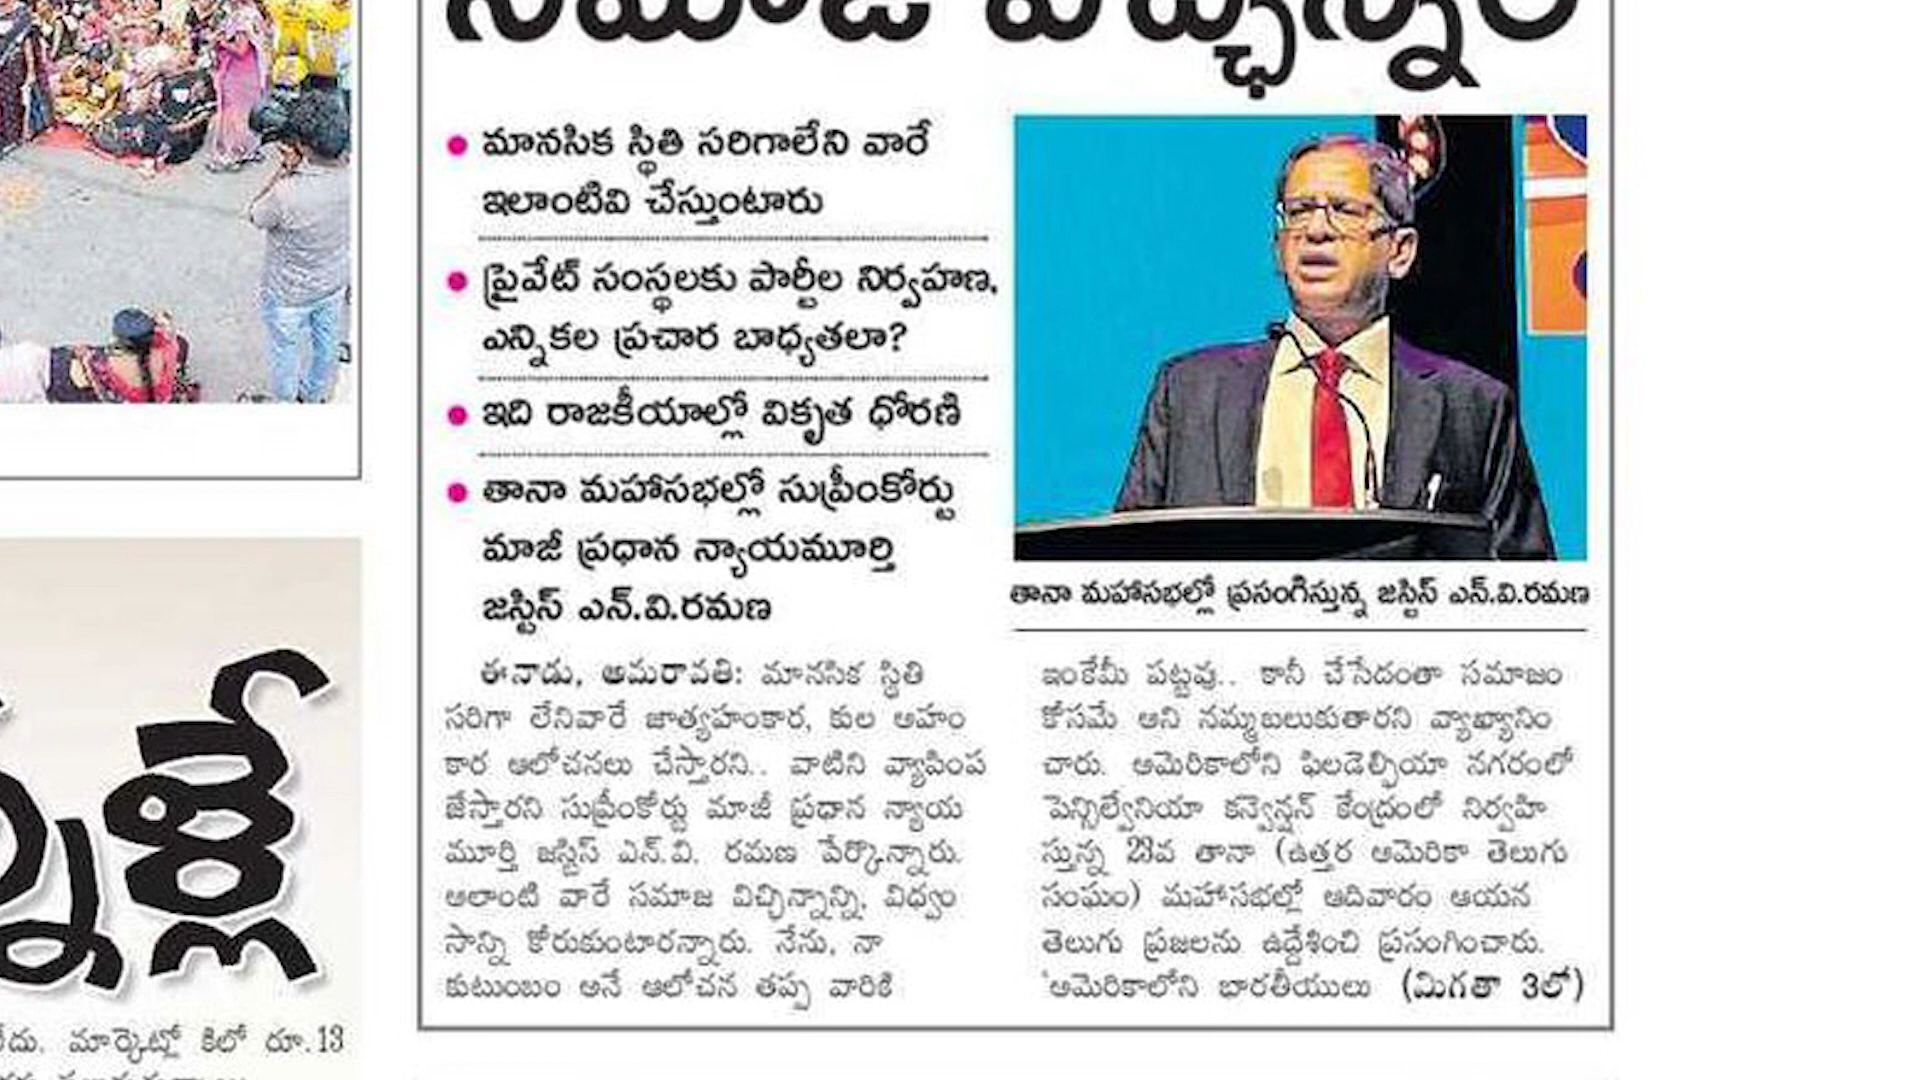 సమాజ విచ్ఛిన్నం
• మానసిక స్థితి సరిగాలేని వారే
ఇలాంటివి చేస్తుంటారు
• ప్రైవేట్ సంస్థలకు పార్టీల నిర్వహణ,
ఎన్నికల ప్రచార బాధ్యతలా?
• ఇది రాజకీయాల్లో వికృత ధోరణి
• తానా మహాసభల్లో సుప్రీంకోర్టు
మాజీ ప్రధాన న్యాయమూర్తి
జస్టిస్ ఎన్.వి.రమణ
తానా మహాసభల్లో ప్రసంగిస్తున్న జస్టిస్ ఎన్.వి.రమణ
ఈనాడు, అమరావతి: మానసిక స్థితి
సరిగా లేనివారే జాత్యహంకార, కుల అహం
కార ఆలోచనలు చేస్తారని.. వాటిని వ్యాపింప
జేస్తారని సుప్రీంకోర్టు మాజీ ప్రధాన న్యాయ
మూర్తి జస్టిస్ ఎన్.వి. రమణ పేర్కొన్నారు.
అలాంటి వారే సమాజ విచ్ఛిన్నాన్ని, విధ్వం
సాన్ని కోరుకుంటారన్నారు. నేను, నా
కుటుంబం అనే ఆలోచన తప్ప వారికి
ఇంకేమీ పట్టవు.. కానీ చేసేదంతా సమాజం
కోసమే అని నమ్మబలుకుతారని వ్యాఖ్యానిం
చారు. అమెరికాలోని ఫిలడెల్ఫియా నగరంలో
పెన్సిల్వేనియా కన్వెన్షన్ కేంద్రంలో నిర్వహి
స్తున్న 23వ తానా (ఉత్తర అమెరికా తెలుగు
సంఘం) మహాసభల్లో ఆదివారం ఆయన
తెలుగు ప్రజలను ఉద్దేశించి ప్రసంగించారు.
'అమెరికాలోని భారతీయులు (మిగతా 3లో)
మార్కెట్లో కిలో రూ.13